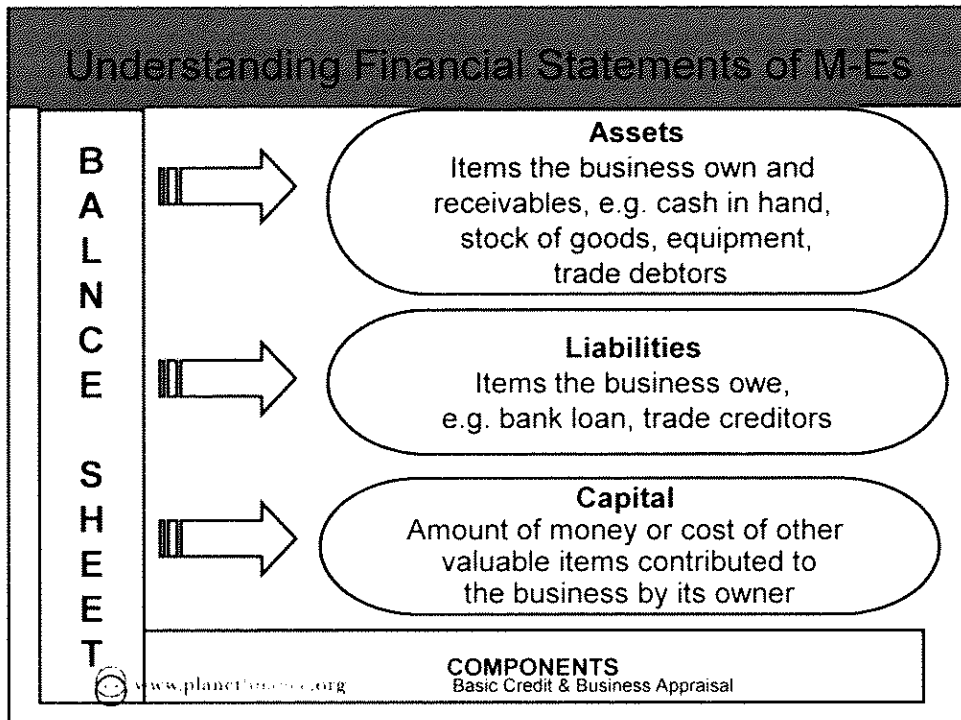 Understanding Financial Statements of M-Es
BALNCE SHEET
Assets
Items the business own and
receivables, e.g. cash in hand,
stock of goods, equipment,
trade debtors
Liabilities
Items the business owe,
e.g. bank loan, trade creditors
Capital
Amount of money or cost of other
valuable items contributed to
the business by its owner
COMPONENTS
Basic Credit & Business Appraisal